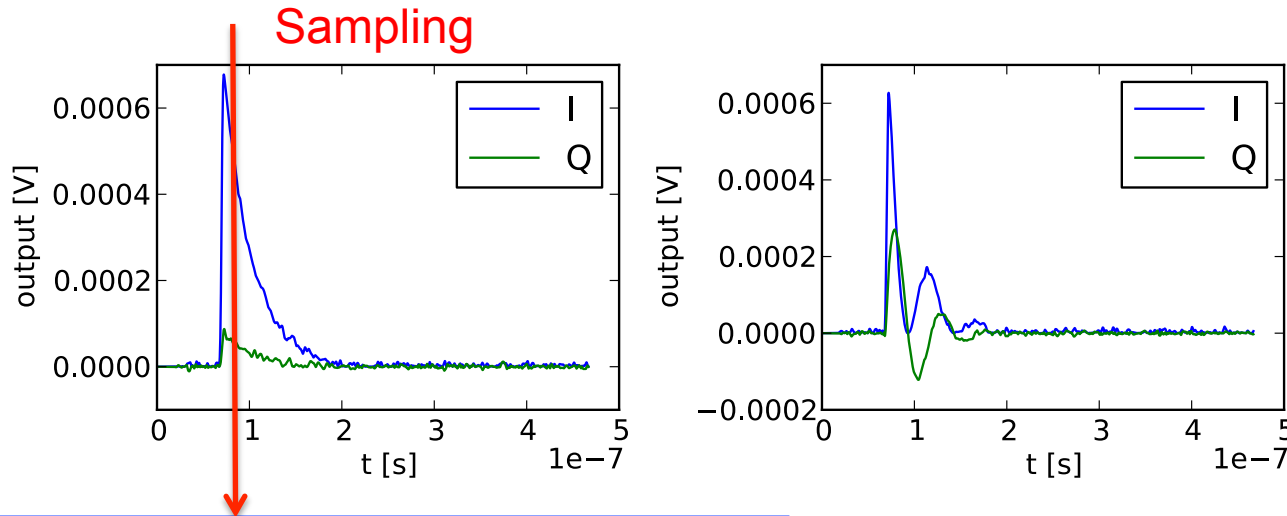 Sampling
output [V]
0.0006
0.0004
0.0002
0.0000
I
Q
0 1 2 3 4 5
1e−7
t [s]
output [V]
0.0006
0.0004
0.0002
0.0000
−0.0002
I
Q
0 1 2 3 4 5
1e−7
t [s]